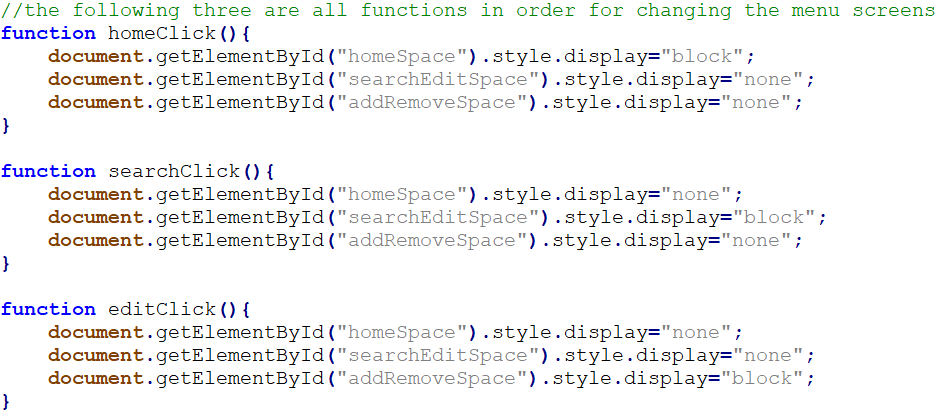 //the following three are all functions in order for changing the menu screens
function homeClick(){
    document.getElementById("homeSpace").style.display="block";
    document.getElementById("searchEditSpace").style.display="none";
    document.getElementById("addRemoveSpace").style.display="none";
}

function searchClick(){
    document.getElementById("homeSpace").style.display="none";
    document.getElementById("searchEditSpace").style.display="block";
    document.getElementById("addRemoveSpace").style.display="none";
}

function editClick(){
    document.getElementById("homeSpace").style.display="none";
    document.getElementById("searchEditSpace").style.display="none";
    document.getElementById("addRemoveSpace").style.display="block";
}